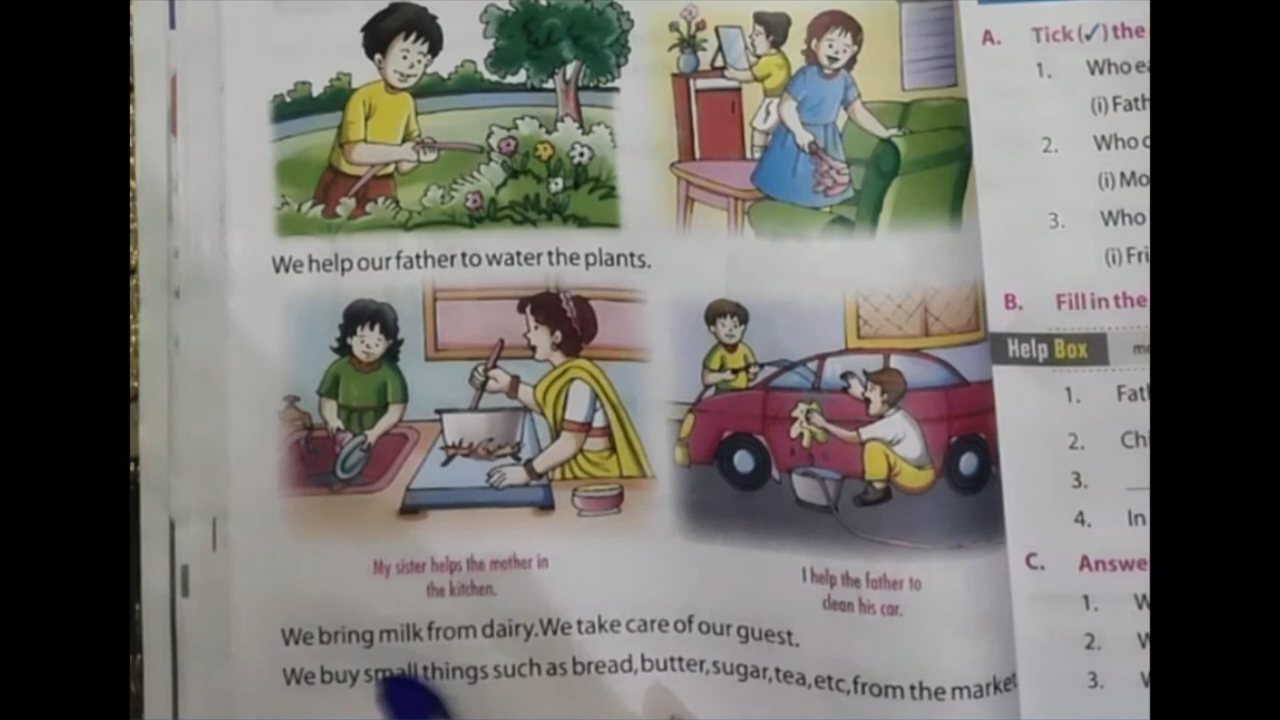 We help our father to water the plants.
My sister helps the mother in
the kitchen.
I help the father to
clean his car.
We bring milk from dairy.We take care of our guest.
We buy small things such as bread,butter,sugar,tea,etc,from the marke
A. Tick(✓) the
1. Who
(i) Fath
2. Who
(i) Mo
3. Who
(i) Fri
B. Fill in the
Help Box
1. Fat
2. Ch
3.
4. In
C. Answe
1. W
2. W
3.